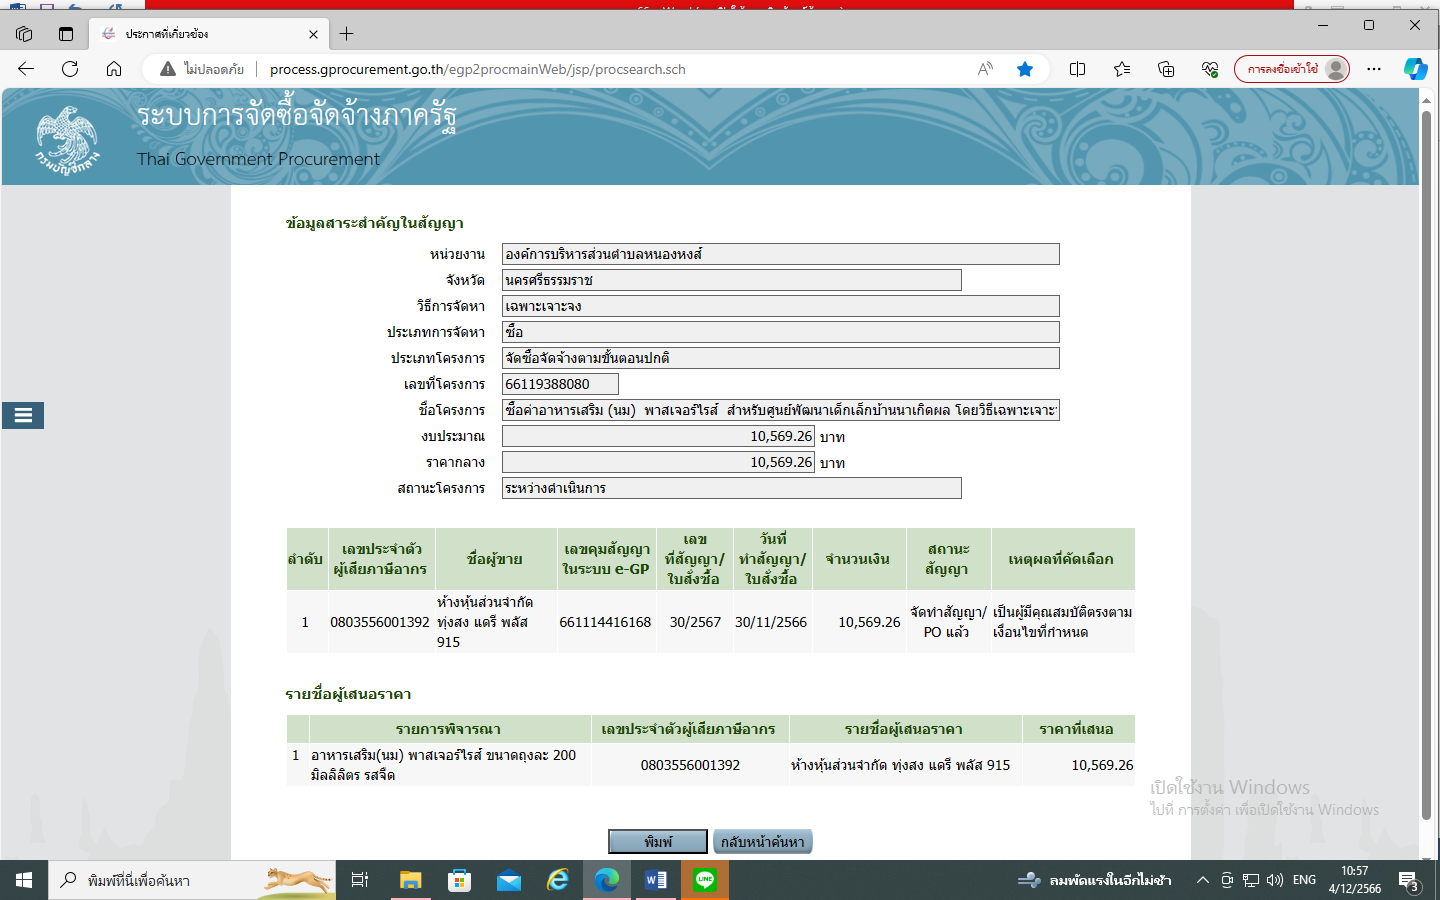 ประกาศที่เกี่ยวข้อง
ไม่ปลอดภัย process.gprocurement.go.th/egp2procmainWeb/jsp/procsearch.sch
การลงชื่อเข้าใช้
ระบบการจัดซื้อจัดจ้างภาครัฐ
Thai Government Procurement
กรมบัญชีกลาง
ข้อมูลสาระสำคัญในสัญญา
หน่วยงาน องค์การบริหารส่วนตำบลหนองหงส์
จังหวัด นครศรีธรรมราช
วิธีการจัดหา เฉพาะเจาะจง
ประเภทการจัดหา ซื้อ
ประเภทโครงการ จัดซื้อจัดจ้างตามขั้นตอนปกติ
เลขที่โครงการ 66119388080
ชื่อโครงการ ซื้อค่าอาหารเสริม (นม) พาสเจอร์ไรส์ สำหรับศูนย์พัฒนาเด็กเล็กบ้านนาเกิดผล โดยวิธีเฉพาะเจาะ
งบประมาณ 10,569.26 บาท
ราคากลาง 10,569.26 บาท
สถานะโครงการ ระหว่างดำเนินการ
ลำดับ เลขประจำตัวผู้เสียภาษีอากร ชื่อผู้ขาย เลขคุมสัญญาในระบบ e-GP เลขที่สัญญา/ใบสั่งซื้อ วันที่ทำสัญญา/ใบสั่งซื้อ จำนวนเงิน สถานะสัญญา เหตุผลที่คัดเลือก
1 0803556001392 ห้างหุ้นส่วนจำกัด ทุ่งสง แดรี่ พลัส 915 661114416168 30/2567 30/11/2566 10,569.26 จัดทำสัญญา/PO แล้ว เป็นผู้มีคุณสมบัติตรงตามเงื่อนไขที่กำหนด
รายชื่อผู้เสนอราคา
รายการพิจารณา เลขประจำตัวผู้เสียภาษีอากร รายชื่อผู้เสนอราคา ราคาที่เสนอ
1 อาหารเสริม(นม) พาสเจอร์ไรส์ ขนาดถุงละ 200 มิลลิลิตร รสจืด 0803556001392 ห้างหุ้นส่วนจำกัด ทุ่งสง แดรี่ พลัส 915 10,569.26
เปิดใช้งาน Windows
ไปที่ การตั้งค่า เพื่อเปิดใช้งาน Windows
พิมพ์ กลับหน้าค้นหา
พิมพ์ที่นี่เพื่อค้นหา
ลมพัดแรงในอีกไม่ช้า
ENG
10:57
4/12/2566
3